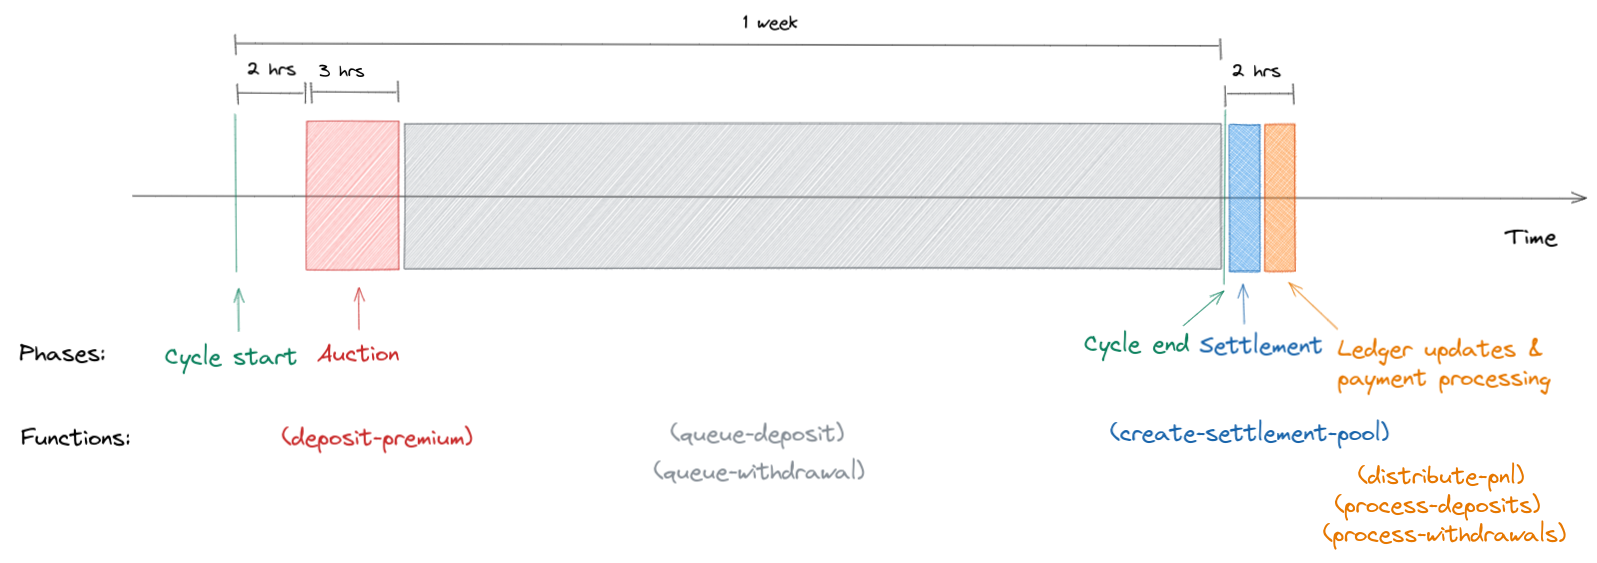 1 week
2 hrs
3 hrs
2 hrs
Time
Phases:
Cycle start
Auction
Cycle end
Settlement
Ledger updates &
payment processing
Functions:
(deposit-premium)
(queue-deposit)
(queue-withdrawal)
(create-settlement-pool)
(distribute-pnl)
(process-deposits)
(process-withdrawals)